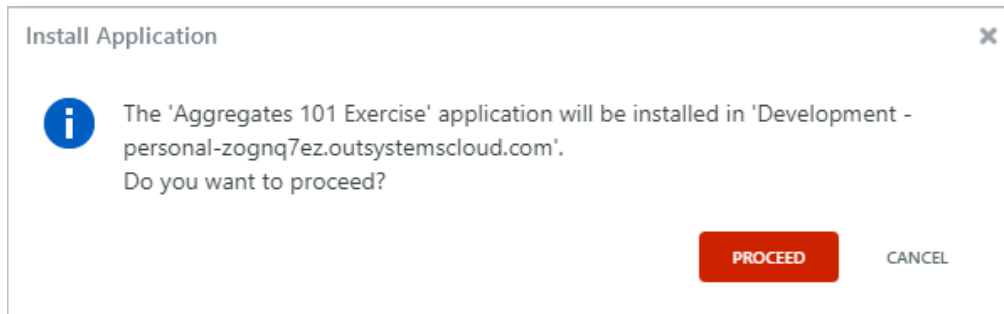 Install Application
The 'Aggregates 101 Exercise' application will be installed in 'Development -
personal-zognq7ez.outsystemscloud.com'.
Do you want to proceed?
PROCEED
CANCEL